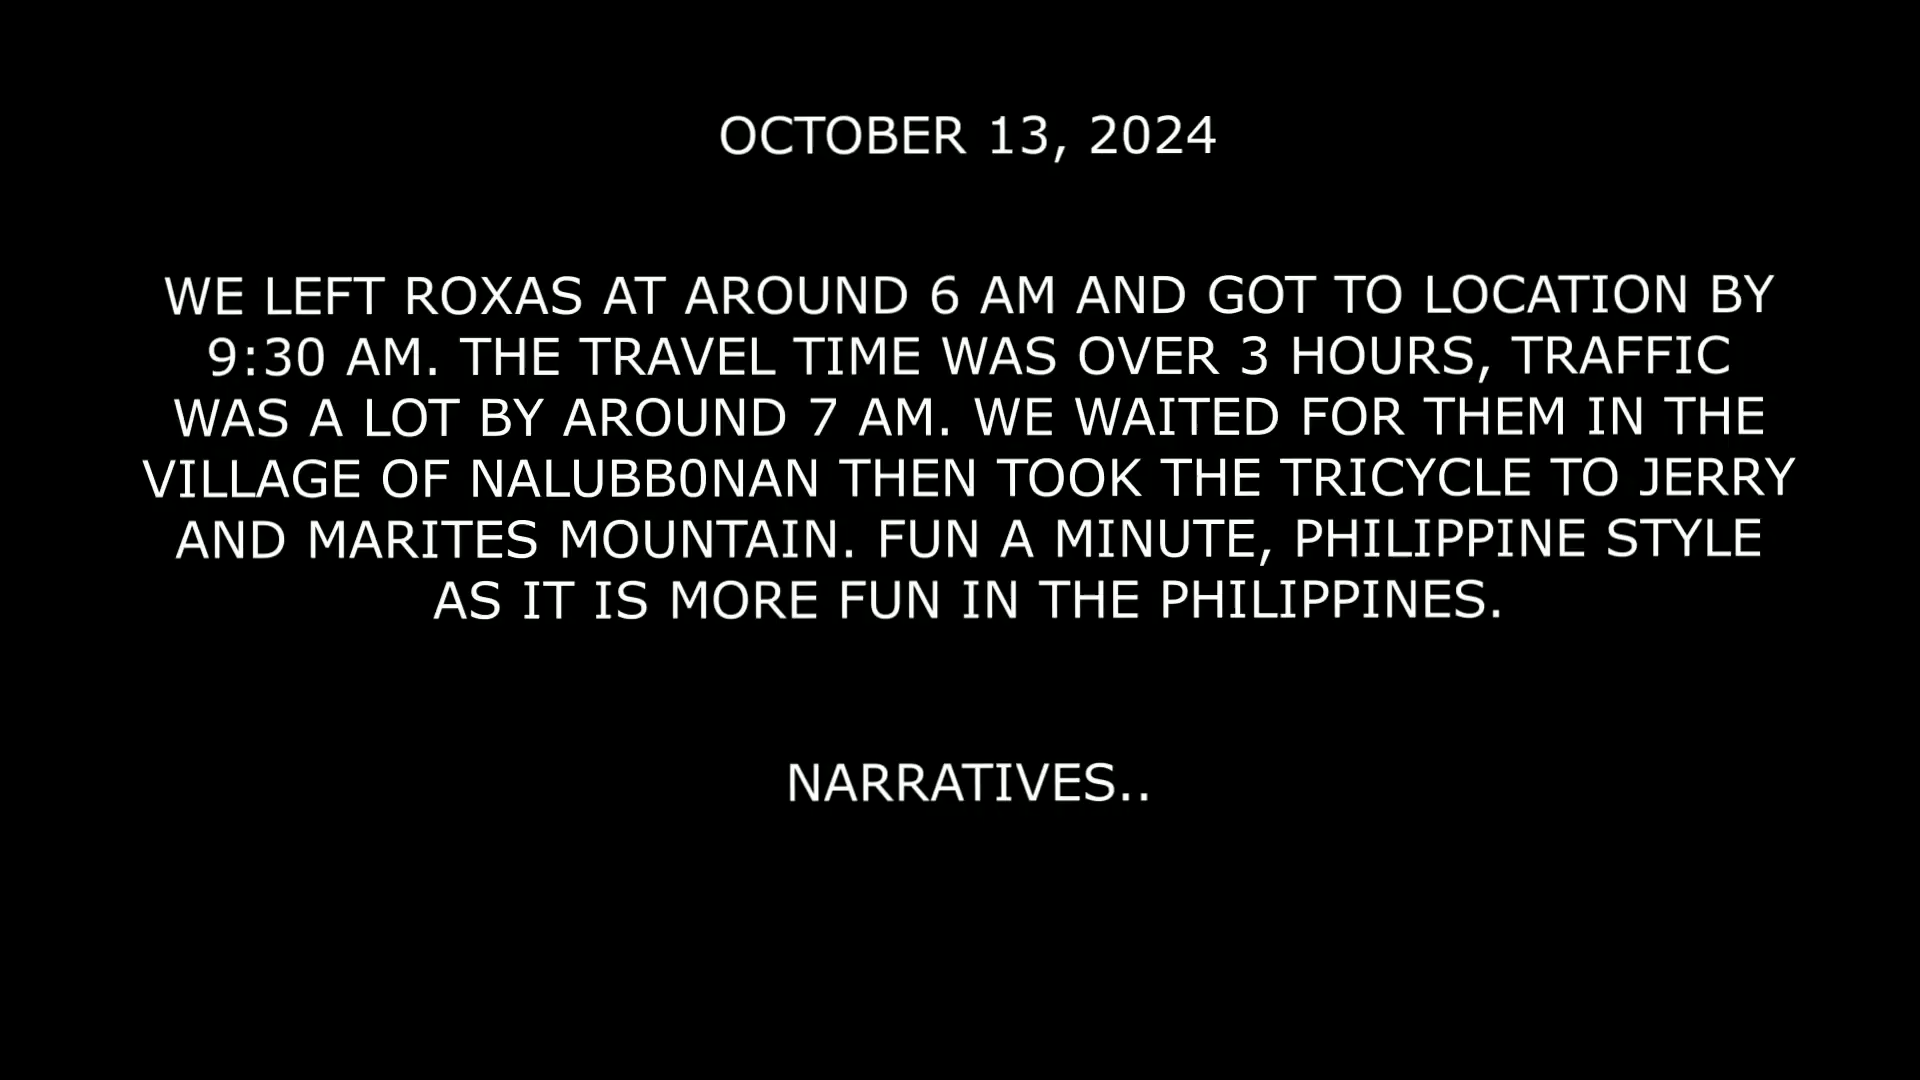 OCTOBER 13, 2024
WE LEFT ROXAS AT AROUND 6 AM AND GOT TO LOCATION BY
9:30 AM. THE TRAVEL TIME WAS OVER 3 HOURS, TRAFFIC
WAS A LOT BY AROUND 7 AM. WE WAITED FOR THEM IN THE
VILLAGE OF NALUBB0NAN THEN TOOK THE TRICYCLE TO JERRY
AND MARITES MOUNTAIN. FUN A MINUTE, PHILIPPINE STYLE
AS IT IS MORE FUN IN THE PHILIPPINES.
NARRATIVES..